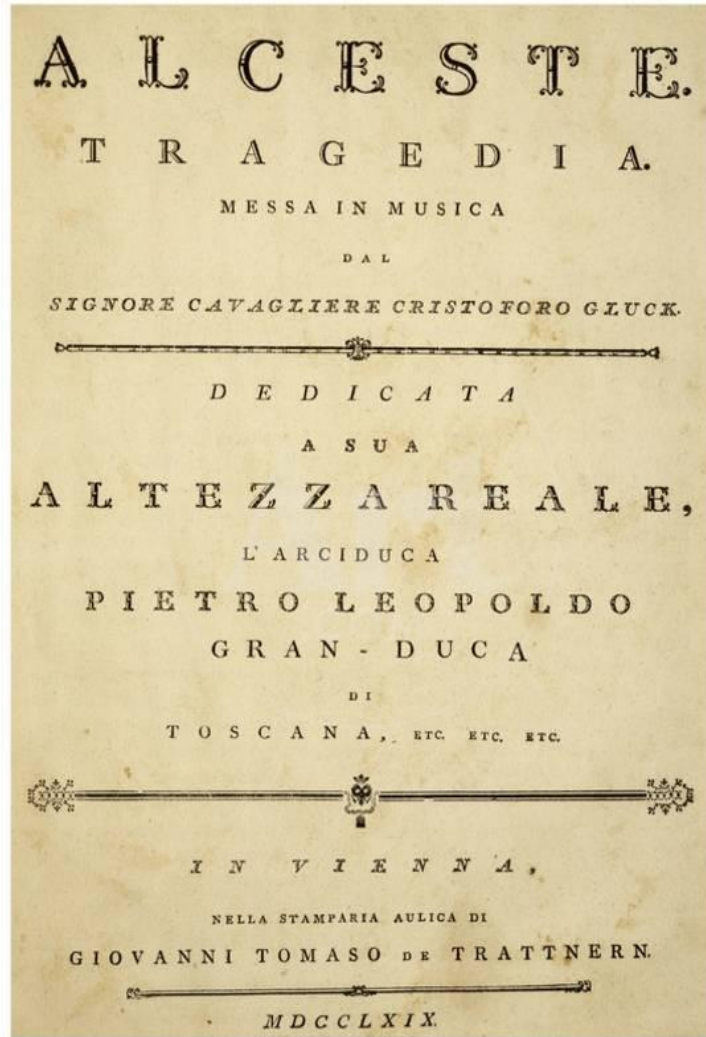 ALCESTE.
TRAGEDIA.
MESSA IN MUSICA
DAL
SIGNORE CAVAGLIERE CRISTOFORO GLUCK.
DEDICATA
A SUA
ALTEZZA REALE,
L' ARCIDUCA
PIETRO LEOPOLDO
GRAN - DUCA
DI
TOSCANA, ETC. ETC. ETC.
IN VIENNA,
NELLA STAMPARIA AULICA DI
GIOVANNI TOMASO DE TRATTNERN.
MDCCLXIX.